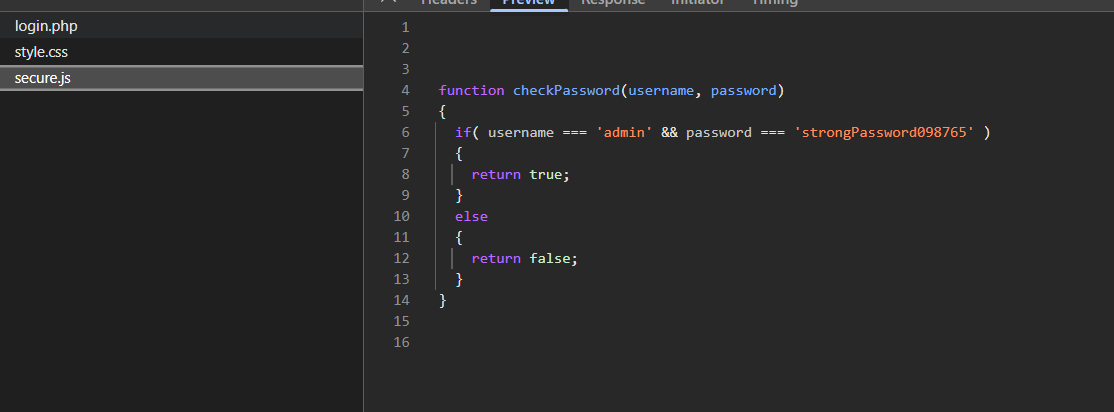 Headers Preview Response Initiator Timing
login.php
style.css
secure.js
1
2
3
4 function checkPassword(username, password)
5 {
6 if( username === 'admin' && password === 'strongPassword098765' )
7 {
8 return true;
9 }
10 else
11 {
12 return false;
13 }
14 }
15
16